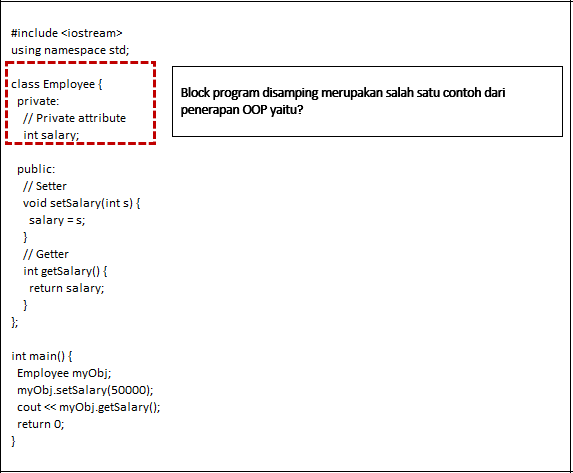 #include <iostream>
using namespace std;
class Employee {
private:
// Private attribute
int salary;
Block program disamping merupakan salah satu contoh dari
penerapan OOP yaitu?
public:
// Setter
void setSalary(int s) {
salary = s;
}
// Getter
int getSalary() {
return salary;
}
};
int main() {
Employee myObj;
myObj.setSalary(50000);
cout << myObj.getSalary();
return 0;
}